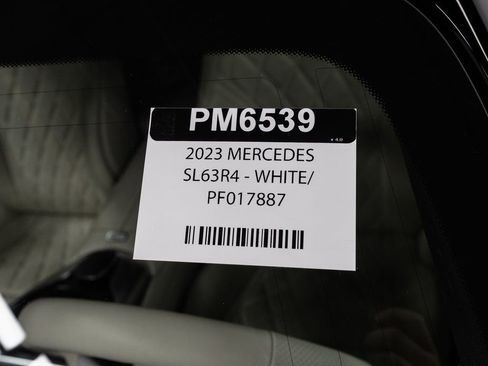 PM6539
2023 MERCEDES
SL63R4 - WHITE/
PF017887